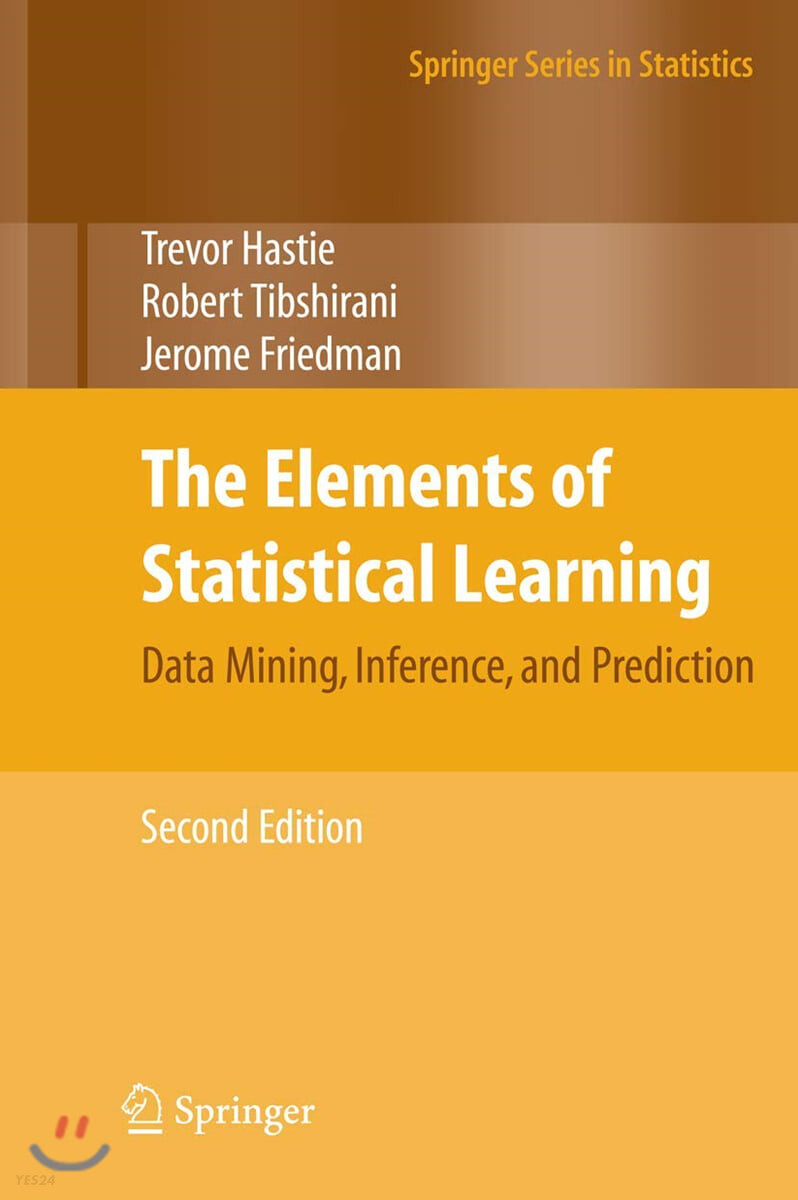 Springer Series in Statistics
Trevor Hastie
Robert Tibshirani
Jerome Friedman
The Elements of
Statistical Learning
Data Mining, Inference, and Prediction
Second Edition
Springer
YES24